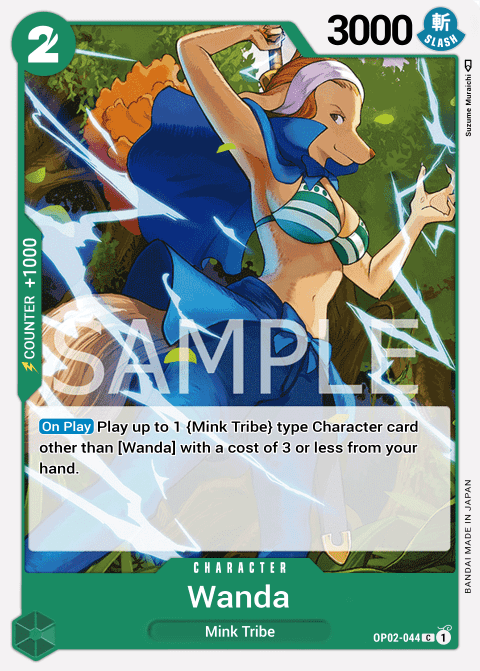 2
3000
斬
SLASH
Suzume Muraichi
COUNTER +1000
SAMPLE
On Play Play up to 1 {Mink Tribe} type Character card
other than [Wanda] with a cost of 3 or less from your
hand.
BANDAI MADE IN JAPAN
CHARACTER
Wanda
Mink Tribe
OP02-044 C 1